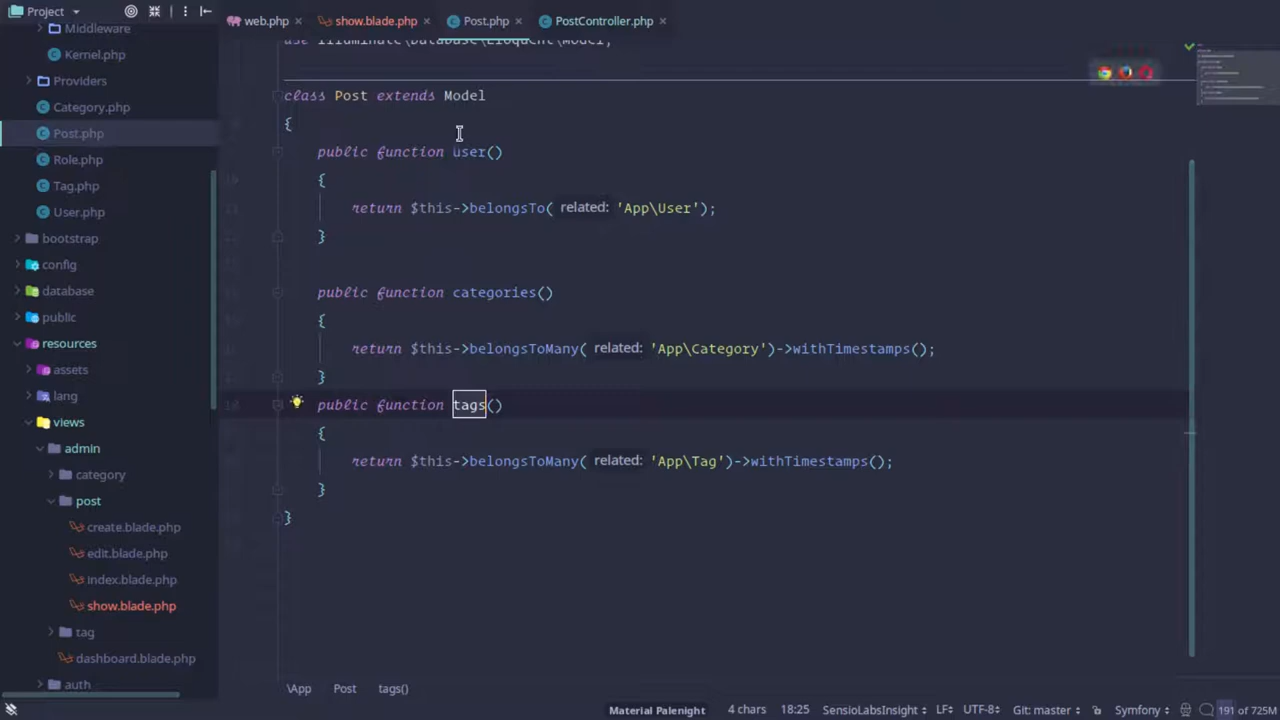 Project
web.php
show.blade.php
Post.php
PostController.php
Middleware
Kernel.php
Providers
Category.php
Post.php
Role.php
Tag.php
User.php
bootstrap
config
database
public
resources
assets
lang
views
admin
category
post
create.blade.php
edit.blade.php
index.blade.php
show.blade.php
tag
dashboard.blade.php
auth
use Illuminate\Database\Eloquent\Model;
class Post extends Model
{
public function user()
{
return $this->belongsTo( related: 'App\User');
}
public function categories()
{
return $this->belongsToMany( related: 'App\Category')->withTimestamps();
}
public function tags()
{
return $this->belongsToMany( related: 'App\Tag')->withTimestamps();
}
}
\App Post tags()
Material Palenight 4 chars 18:25 SensioLabsInsight LF UTF-8 Git: master Symfony 191 of 725M